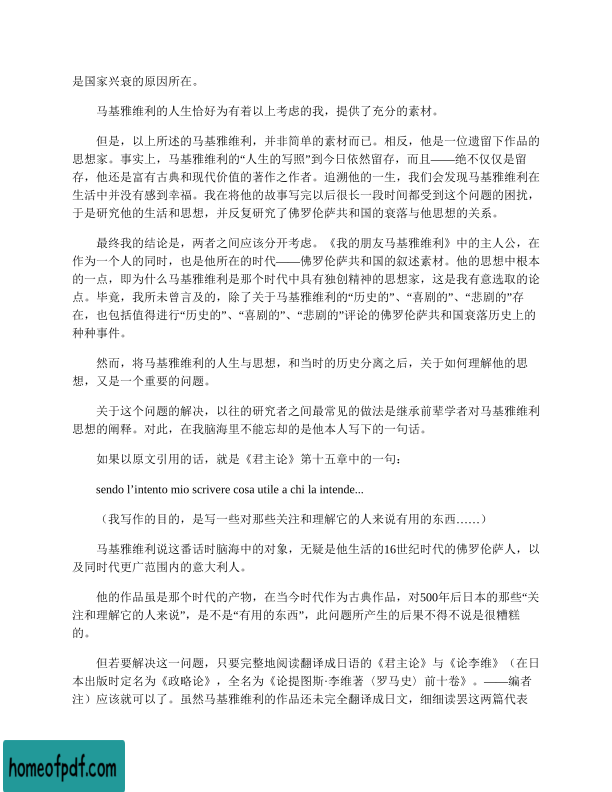 是国家兴衰的原因所在。
马基雅维利的人生恰好为有着以上考虑的我，提供了充分的素材。
但是，以上所述的马基雅维利，并非简单的素材而已。相反，他是一位遗留下作品的
思想家。事实上，马基雅维利的“人生的写照”到今日依然留存，而且——绝不仅仅是留
存，他还是富有古典和现代价值的著作之作者。追溯他的一生，我们会发现马基雅维利在
生活中并没有感到幸福。我在将他的故事写完以后很长一段时间都受到这个问题的困扰，
于是研究他的生活和思想，并反复研究了佛罗伦萨共和国的衰落与他思想的关系。
最终我的结论是，两者之间应该分开考虑。《我的朋友马基雅维利》中的主人公，在
作为一个人的同时，也是他所在的时代——佛罗伦萨共和国的叙述素材。他的思想中根本
的一点，即为什么马基雅维利是那个时代中具有独创精神的思想家，这是我有意选取的论
点。毕竟，我所未曾言及的，除了关于马基雅维利的“历史的”、“喜剧的”、“悲剧的”存
在，也包括值得进行“历史的”、“喜剧的”、“悲剧的”评论的佛罗伦萨共和国衰落历史上的
种种事件。
然而，将马基雅维利的人生与思想，和当时的历史分离之后，关于如何理解他的思
想，又是一个重要的问题。
关于这个问题的解决，以往的研究者之间最常见的做法是继承前辈学者对马基雅维利
思想的阐释。对此，在我脑海里不能忘却的是他本人写下的一句话。
如果以原文引用的话，就是《君主论》第十五章中的一句：
sendo l’intento mio scrivere cosa utile a chi la intende...
（我写作的目的，是写一些对那些关注和理解它的人来说有用的东西……）
马基雅维利说这番话时脑海中的对象，无疑是他生活的16世纪时代的佛罗伦萨人，以
及同时代更广范围内的意大利人。
他的作品虽是那个时代的产物，在当今时代作为古典作品，对500年后日本的那些“关
注和理解它的人来说”，是不是“有用的东西”，此问题所产生的后果不得不说是很糟糕
的。
但若要解决这一问题，只要完整地阅读翻译成日语的《君主论》与《论李维》（在日
本出版时定名为《政略论》，全名为《论提图斯·李维著〈罗马史〉前十卷》。——编者
注）应该就可以了。虽然马基雅维利的作品还未完全翻译成日文，细细读罢这两篇代表
homeofpdf.com